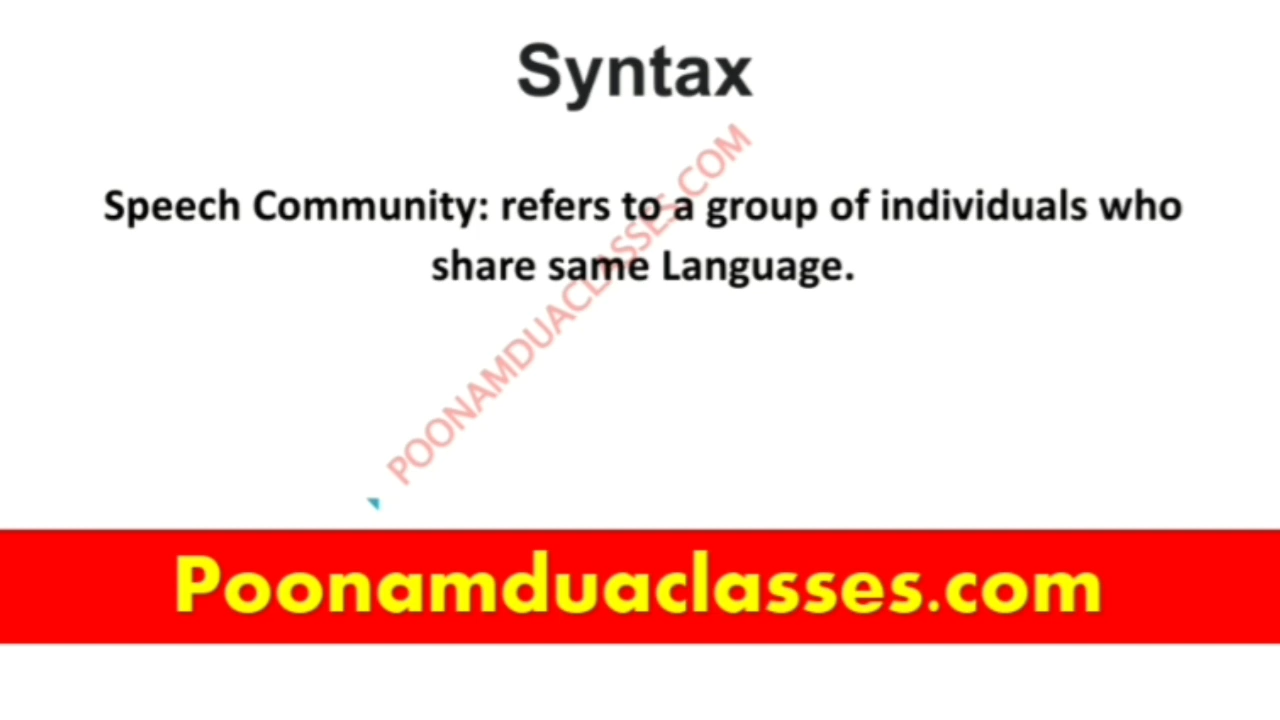 Syntax
Speech Community: refers to a group of individuals who
share same Language.
POONAMDUACLASSES.COM
Poonamduaclasses.com